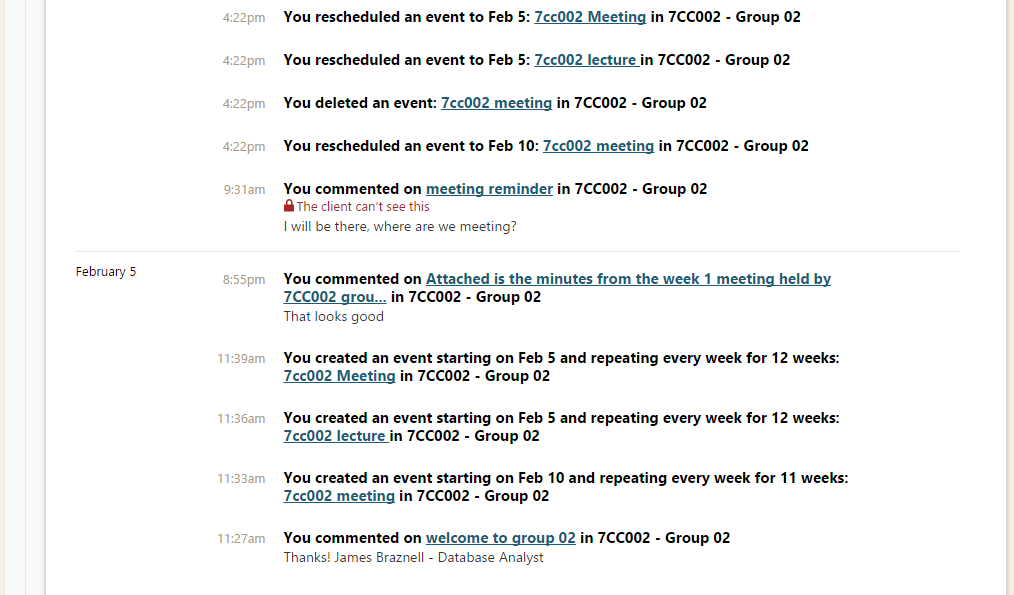 4:22pm You rescheduled an event to Feb 5: 7cc002 Meeting in 7CC002 - Group 02
4:22pm You rescheduled an event to Feb 5: 7cc002 lecture in 7CC002 - Group 02
4:22pm You deleted an event: 7cc002 meeting in 7CC002 - Group 02
4:22pm You rescheduled an event to Feb 10: 7cc002 meeting in 7CC002 - Group 02
9:31am You commented on meeting reminder in 7CC002 - Group 02
The client can't see this
I will be there, where are we meeting?
February 5
8:55pm You commented on Attached is the minutes from the week 1 meeting held by
7CC002 grou... in 7CC002 - Group 02
That looks good
11:39am You created an event starting on Feb 5 and repeating every week for 12 weeks:
7cc002 Meeting in 7CC002 - Group 02
11:36am You created an event starting on Feb 5 and repeating every week for 12 weeks:
7cc002 lecture in 7CC002 - Group 02
11:33am You created an event starting on Feb 10 and repeating every week for 11 weeks:
7cc002 meeting in 7CC002 - Group 02
11:27am You commented on welcome to group 02 in 7CC002 - Group 02
Thanks! James Braznell - Database Analyst